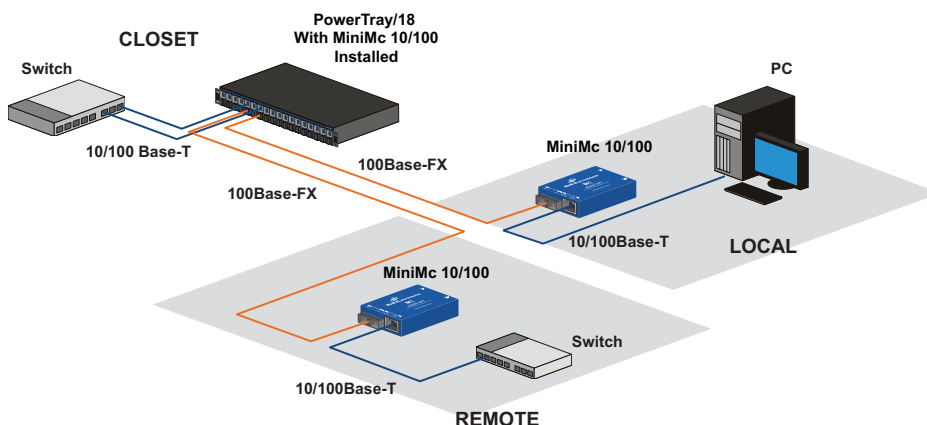 PowerTray/18
With MiniMc 10/100
Installed
CLOSET
Switch
PC
10/100 Base-T
100Base-FX
MiniMc 10/100
100Base-FX
10/100Base-T
LOCAL
MiniMc 10/100
Switch
10/100Base-T
REMOTE